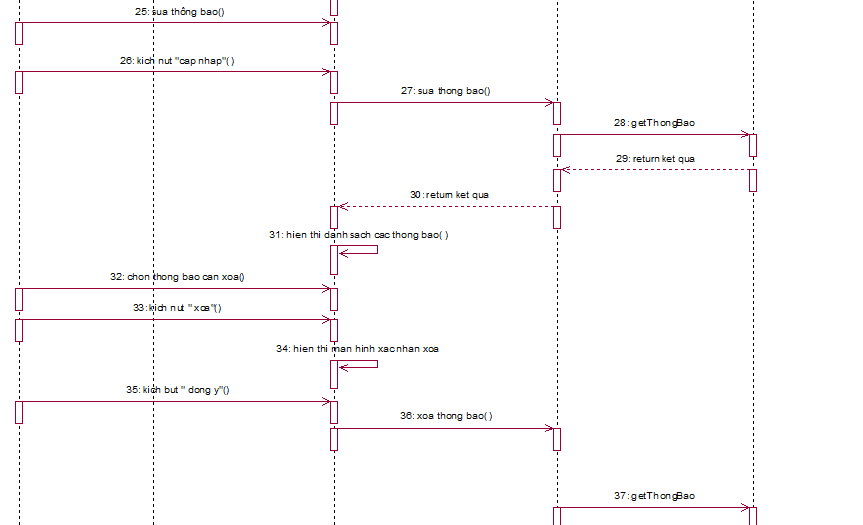 25: sua thông bao()
26: kich nut "cap nhap"( )
27: sua thong bao()
28: getThongBao
29: return ket qua
30: return ket qua
31: hien thi danh sach cac thong bao( )
32: chon thong bao can xoa()
33: kich nut "xoa"( )
34: hien thi man hinh xac nhan xoa
35: kich but " dong y"()
36: xoa thong bao( )
37: getThongBao